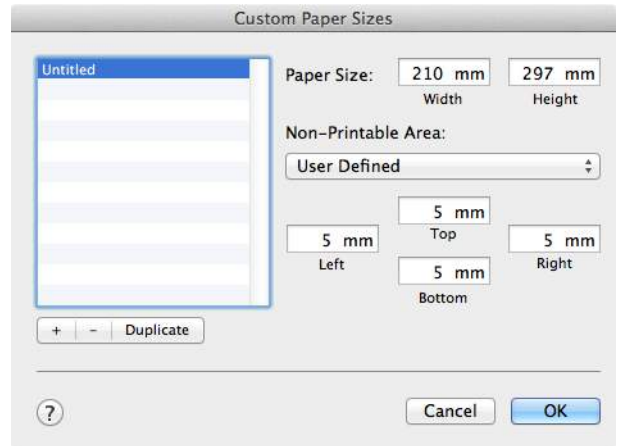 Custom Paper Sizes
Untitled
Paper Size: 210 mm 297 mm
Width Height
Non-Printable Area:
User Defined
5 mm
Top
5 mm 5 mm
Left Right
5 mm
Bottom
+ - Duplicate
? Cancel OK